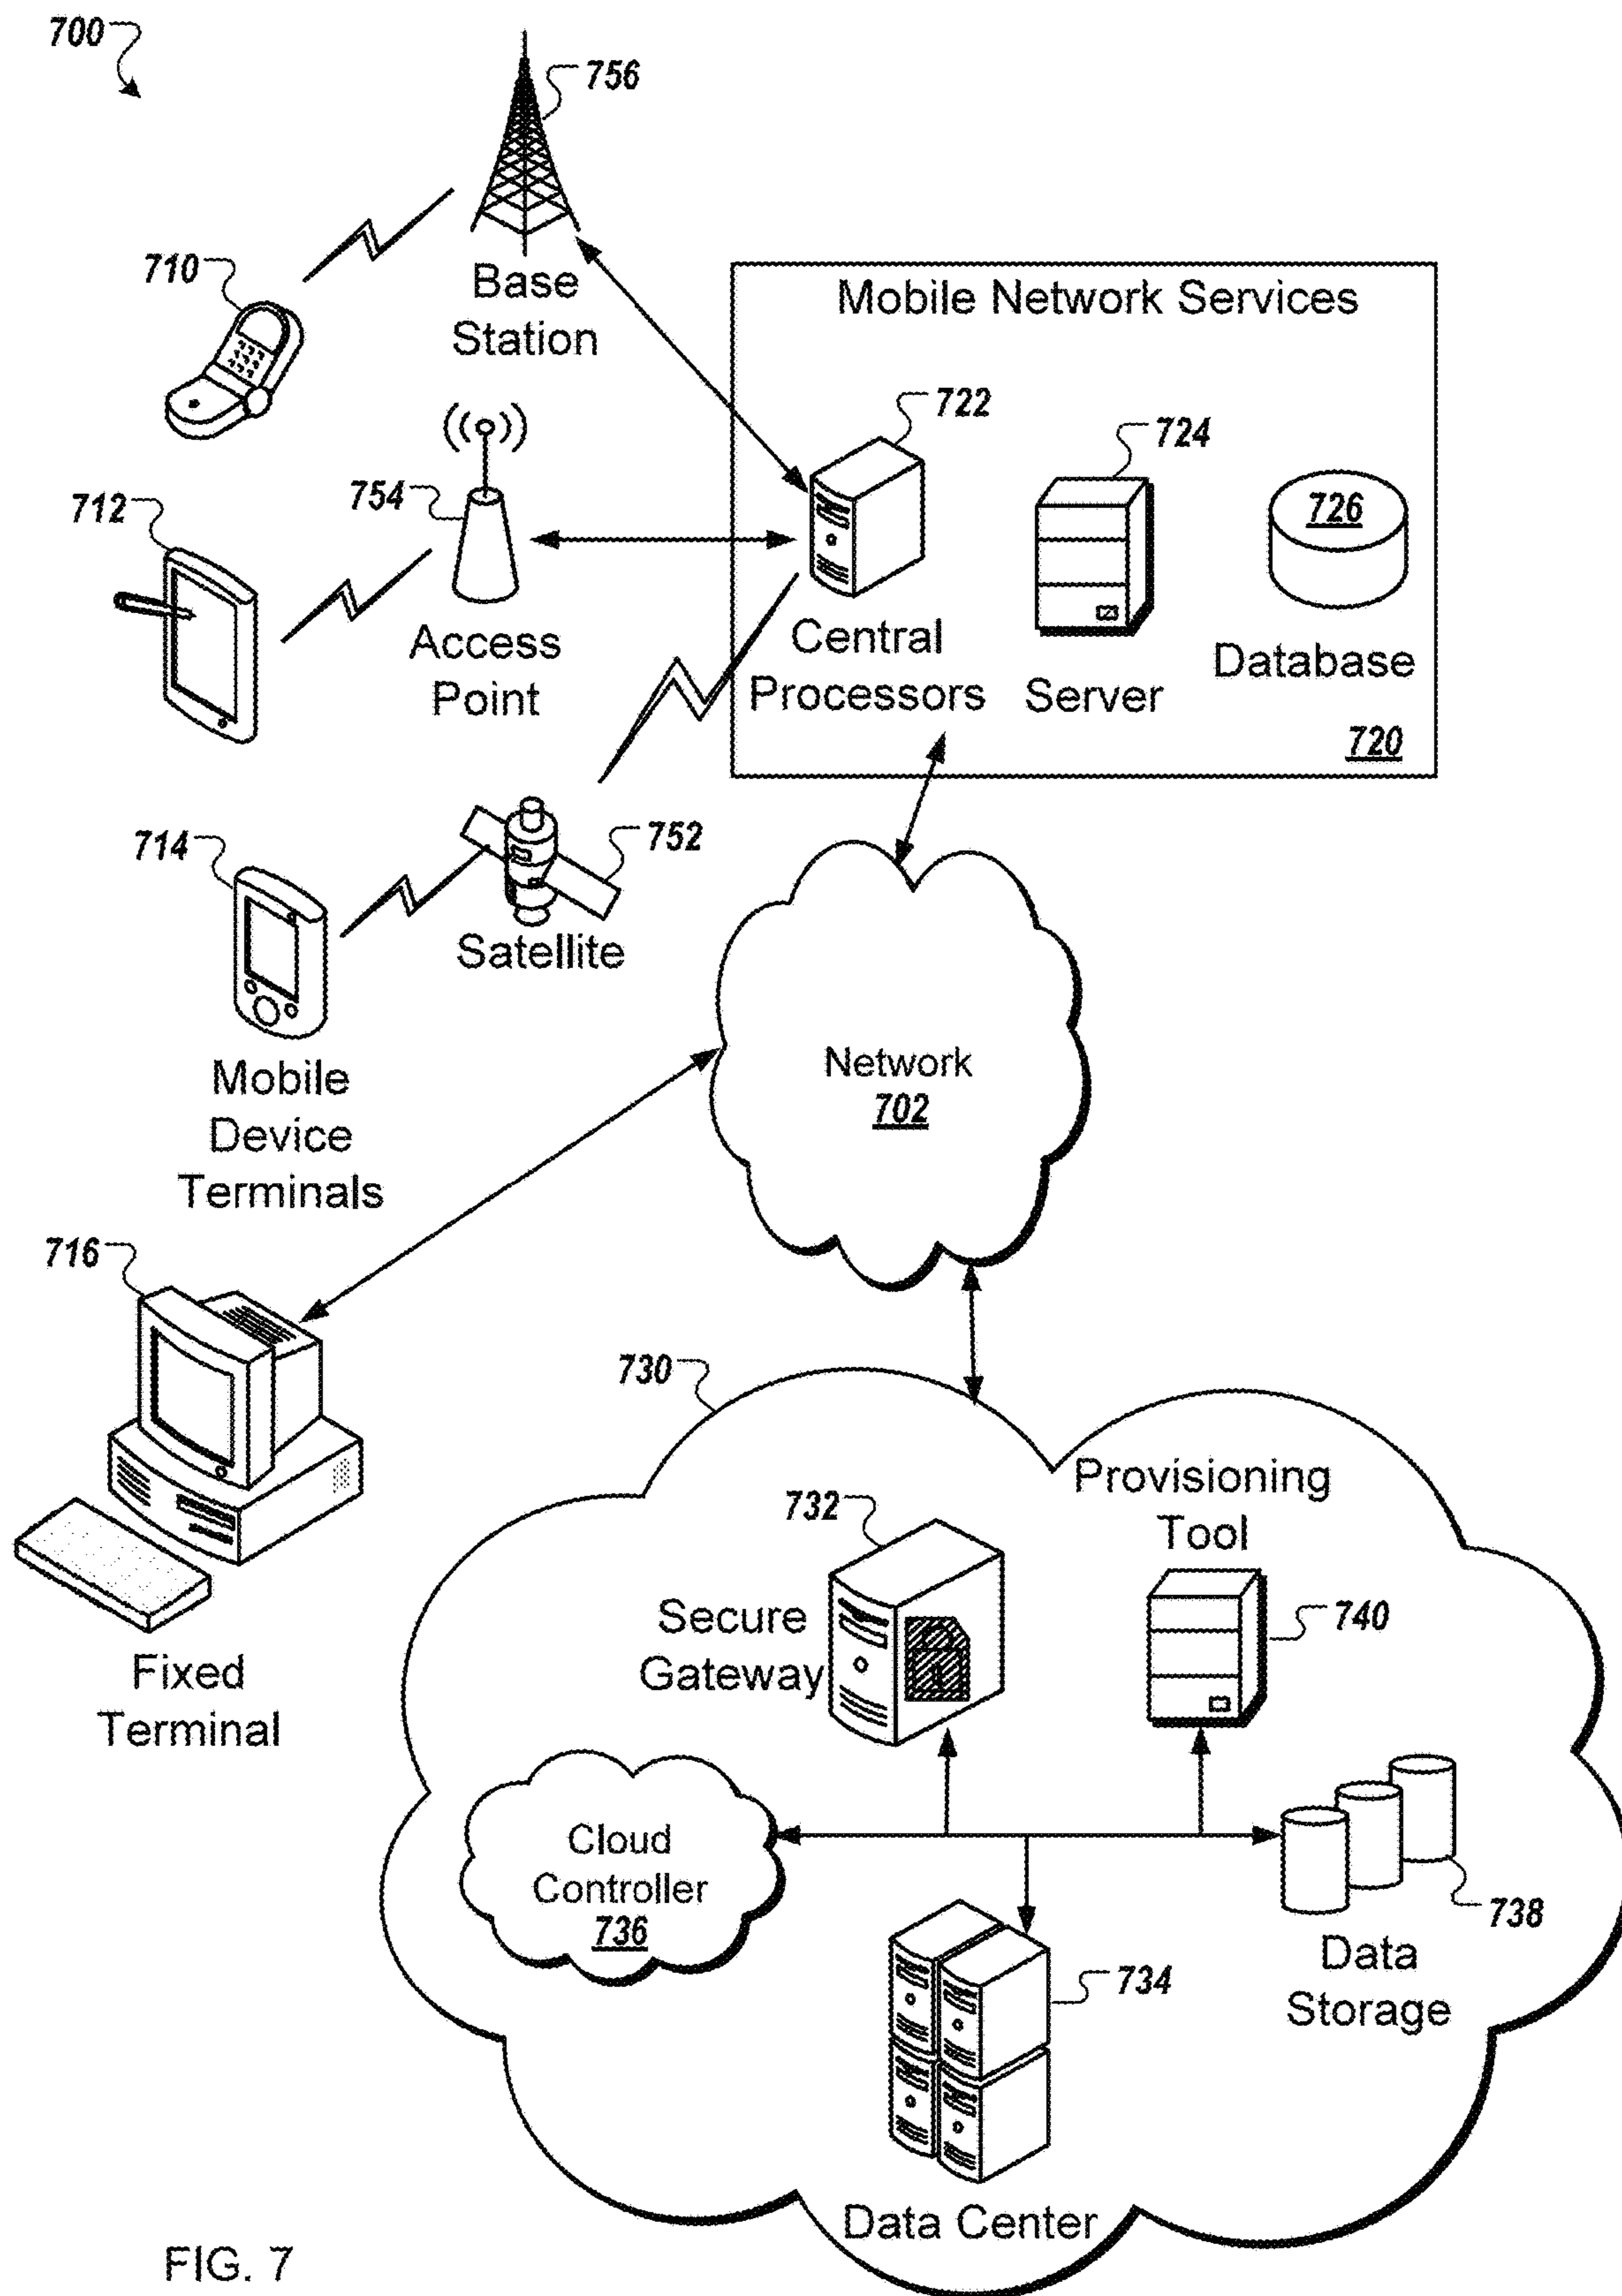 700
756
Base
Station
710
Mobile Network Services
722
724
726
754
712
Access
Point
Central
Processors
Server
Database
720
714
752
Satellite
Mobile
Device
Terminals
Network
702
716
Fixed
Terminal
730
Provisioning
Tool
732
740
Secure
Gateway
Cloud
Controller
736
738
Data
Storage
734
Data Center
FIG. 7